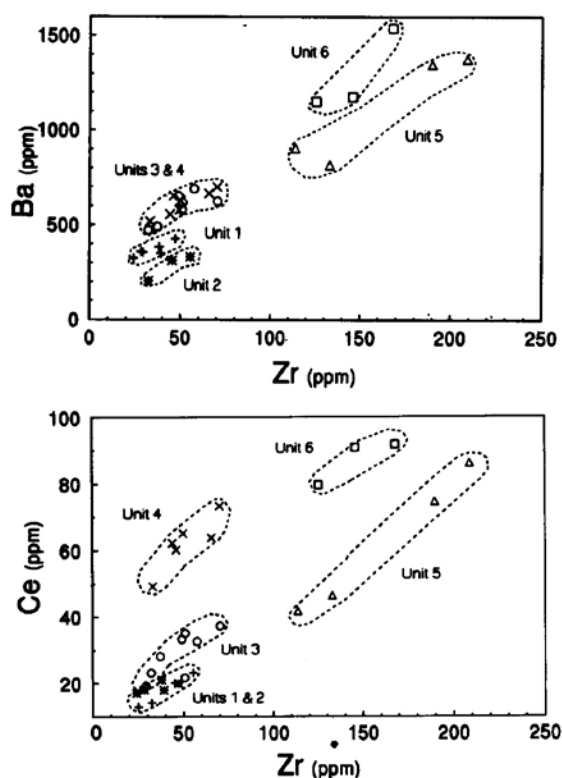 1500
1000
500
0
Ba (ppm)
Unit 6
Unit 5
Units 3 & 4
Unit 1
Unit 2
0 50 100 150 200 250
Zr (ppm)
100
80
60
40
20
Ce (ppm)
Unit 6
Unit 4
Unit 5
Unit 3
Units 1 & 2
0 50 100 150 200 250
Zr (ppm)